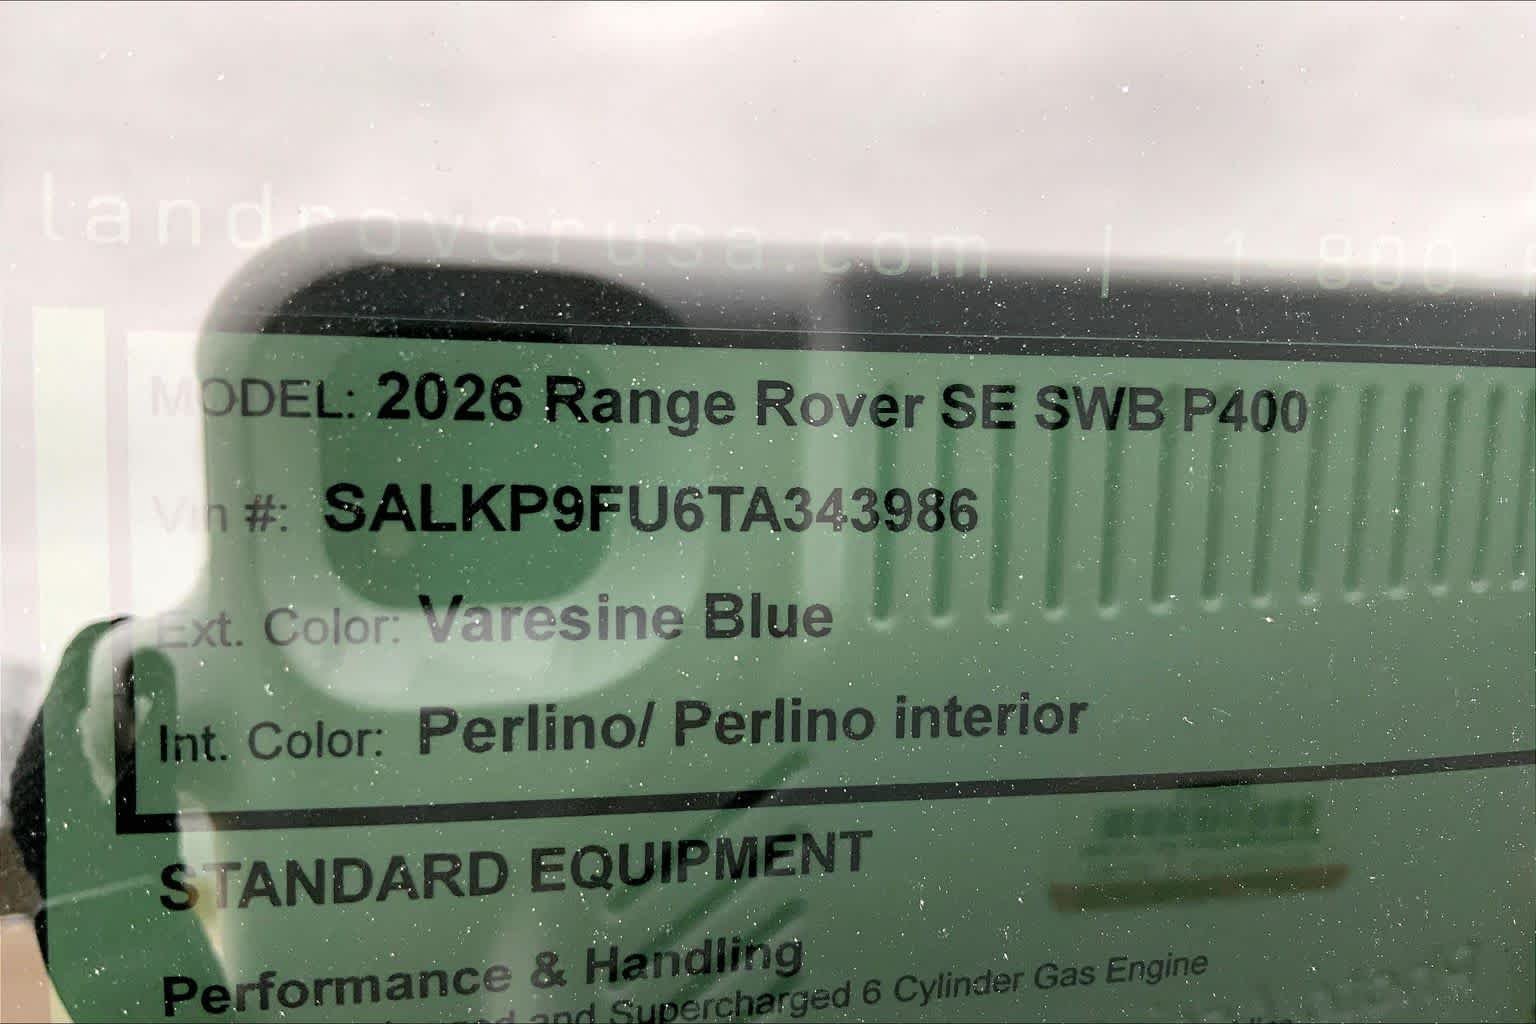 landroverusa.com | 1 800
MODEL: 2026 Range Rover SE SWB P400
Vin #: SALKP9FU6TA343986
Ext. Color: Varesine Blue
Int. Color: Perlino/ Perlino interior
STANDARD EQUIPMENT
Performance & Handling
and Supercharged 6 Cylinder Gas Engine